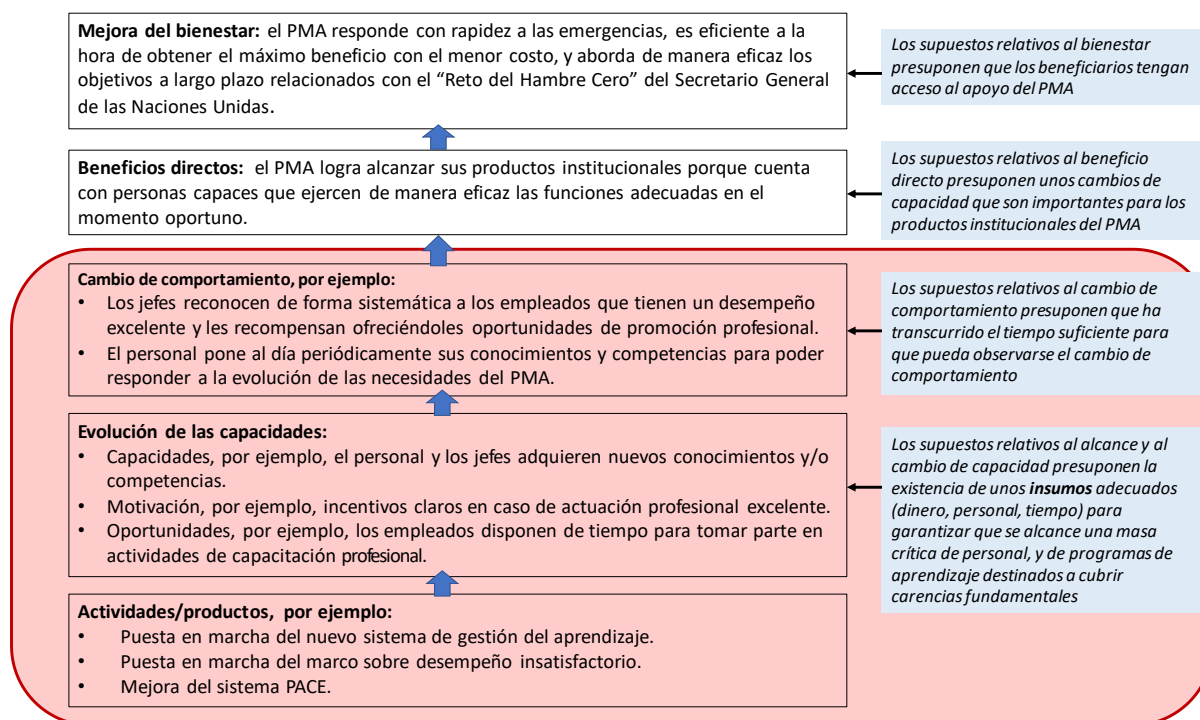 Mejora del bienestar: el PMA responde con rapidez a las emergencias, es eficiente a la
hora de obtener el máximo beneficio con el menor costo, y aborda de manera eficaz los
objetivos a largo plazo relacionados con el “Reto del Hambre Cero” del Secretario General
de las Naciones Unidas.
Los supuestos relativos al bienestar
presuponen que los beneficiarios tengan
acceso al apoyo del PMA
Beneficios directos: el PMA logra alcanzar sus productos institucionales porque cuenta
con personas capaces que ejercen de manera eficaz las funciones adecuadas en el
momento oportuno.
Los supuestos relativos al beneficio
directo presuponen unos cambios de
capacidad que son importantes para los
productos institucionales del PMA
Cambio de comportamiento, por ejemplo:
• Los jefes reconocen de forma sistemática a los empleados que tienen un desempeño
excelente y les recompensan ofreciéndoles oportunidades de promoción profesional.
• El personal pone al día periódicamente sus conocimientos y competencias para poder
responder a la evolución de las necesidades del PMA.
Los supuestos relativos al cambio de
comportamiento presuponen que ha
transcurrido el tiempo suficiente para
que pueda observarse el cambio de
comportamiento
Evolución de las capacidades:
• Capacidades, por ejemplo, el personal y los jefes adquieren nuevos conocimientos y/o
competencias.
• Motivación, por ejemplo, incentivos claros en caso de actuación profesional excelente.
• Oportunidades, por ejemplo, los empleados disponen de tiempo para tomar parte en
actividades de capacitación profesional.
Los supuestos relativos al alcance y al
cambio de capacidad presuponen la
existencia de unos insumos adecuados
(dinero, personal, tiempo) para
garantizar que se alcance una masa
crítica de personal, y de programas de
aprendizaje destinados a cubrir
carencias fundamentales
Actividades/productos, por ejemplo:
• Puesta en marcha del nuevo sistema de gestión del aprendizaje.
• Puesta en marcha del marco sobre desempeño insatisfactorio.
• Mejora del sistema PACE.